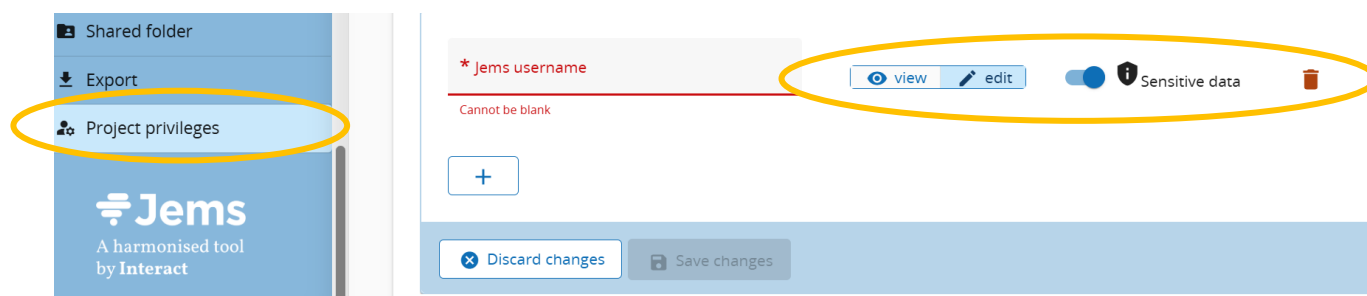 Shared folder
Export
Project privileges
Jems
A harmonised tool
by Interact
* Jems username
Cannot be blank
view edit Sensitive data
+
Discard changes Save changes